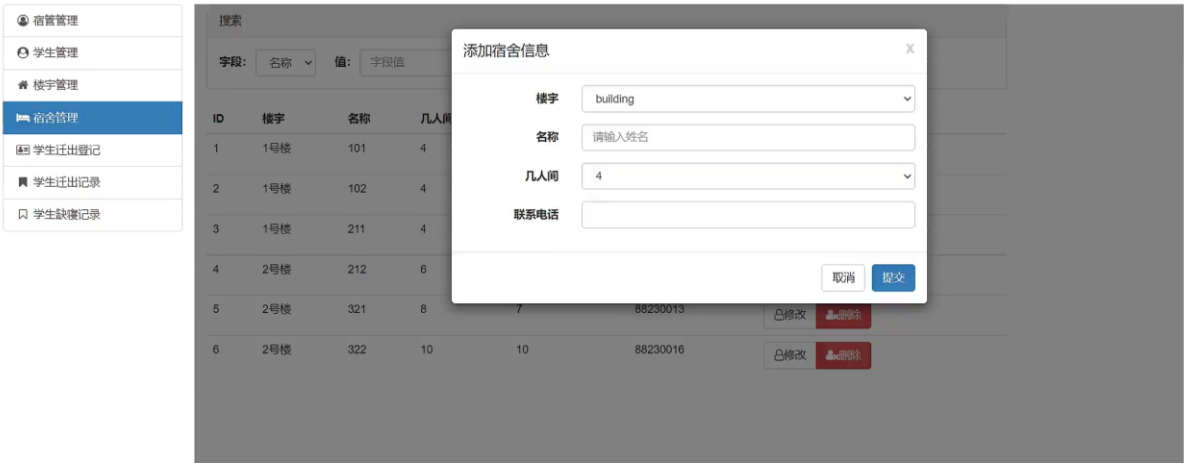 宿管管理
学生管理
楼宇管理
宿舍管理
学生迁出登记
学生迁出记录
学生缺寝记录
搜索
字段: 名称 值: 字段值
ID 楼宇 名称 几人间
1 1号楼 101 4
2 1号楼 102 4
3 1号楼 211 4
4 2号楼 212 6
5 2号楼 321 8 7 88230013 修改 删除
6 2号楼 322 10 10 88230016 修改 删除
添加宿舍信息 x
楼宇 building
名称 请输入姓名
几人间 4
联系电话
取消 提交